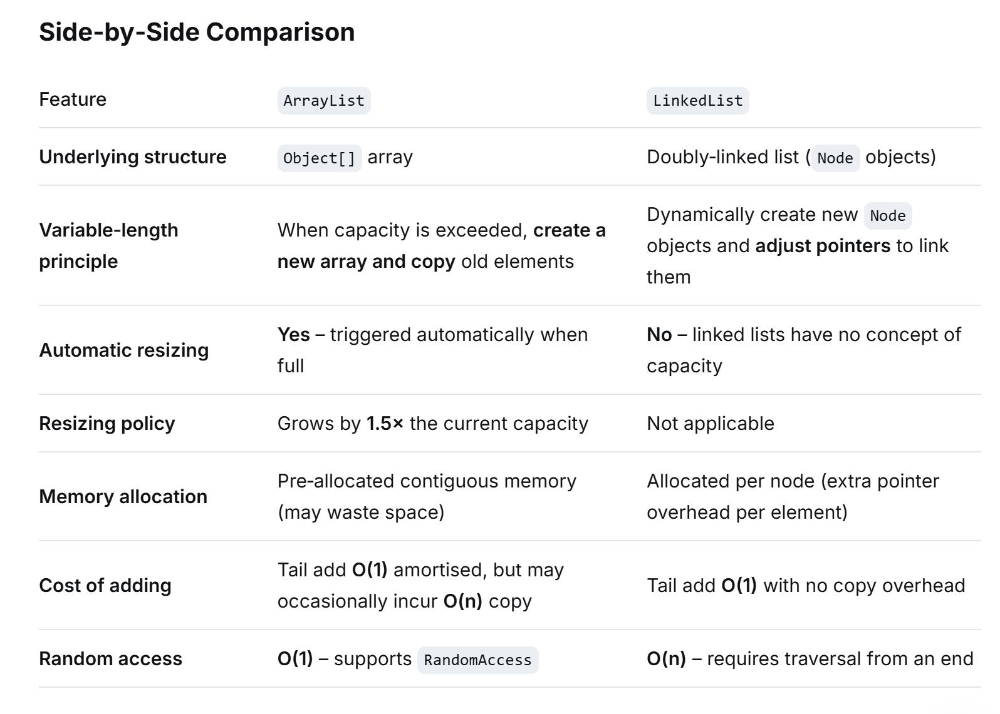 Side-by-Side Comparison
Feature ArrayList LinkedList
Underlying structure Object[] array Doubly-linked list (Node objects)
Variable-length
principle
When capacity is exceeded, create a
new array and copy old elements
Dynamically create new Node
objects and adjust pointers to link
them
Automatic resizing
Yes – triggered automatically when
full
No – linked lists have no concept of
capacity
Resizing policy Grows by 1.5× the current capacity Not applicable
Memory allocation
Pre-allocated contiguous memory
(may waste space)
Allocated per node (extra pointer
overhead per element)
Cost of adding
Tail add O(1) amortised, but may
occasionally incur O(n) copy
Tail add O(1) with no copy overhead
Random access O(1) – supports RandomAccess O(n) – requires traversal from an end